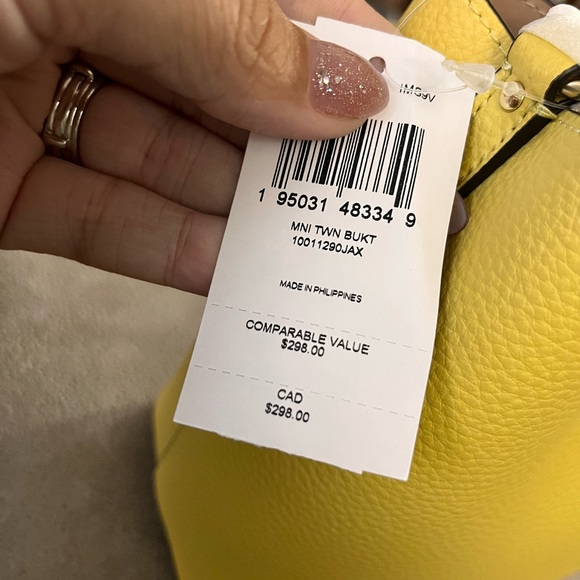 1 95031 48334 9
MNI TWN BUKT
10011290JAX
MADE IN PHILIPPINES
COMPARABLE VALUE
$298.00
CAD
$298.00